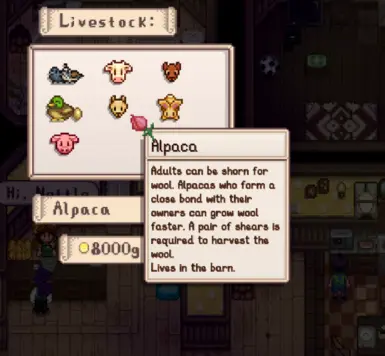 Livestock:
Alpaca
Adults can be shorn for
wool. Alpacas who form a
close bond with their
owners can grow wool
faster. A pair of shears is
required to harvest the
wool.
Lives in the barn.
Hi,
Alpaca
8000g